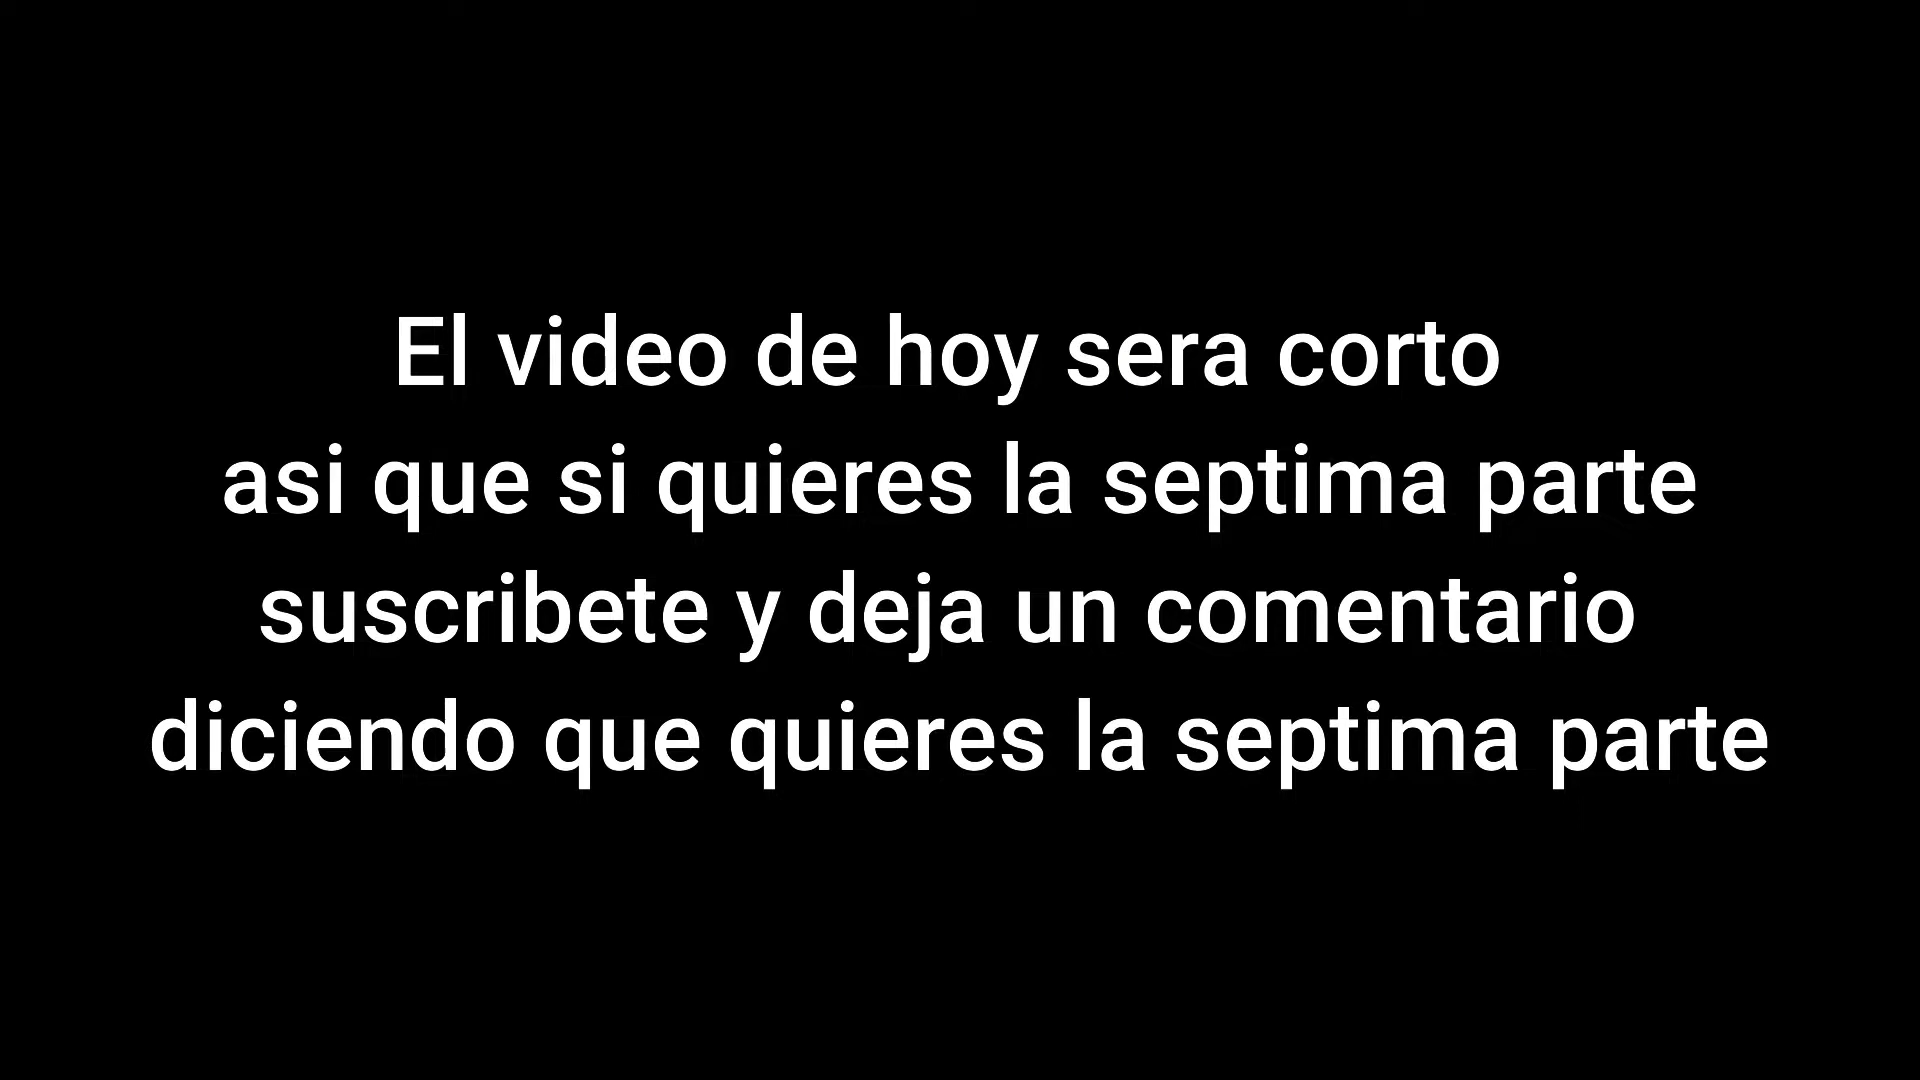 El video de hoy sera corto
asi que si quieres la septima parte
suscribete y deja un comentario
diciendo que quieres la septima parte